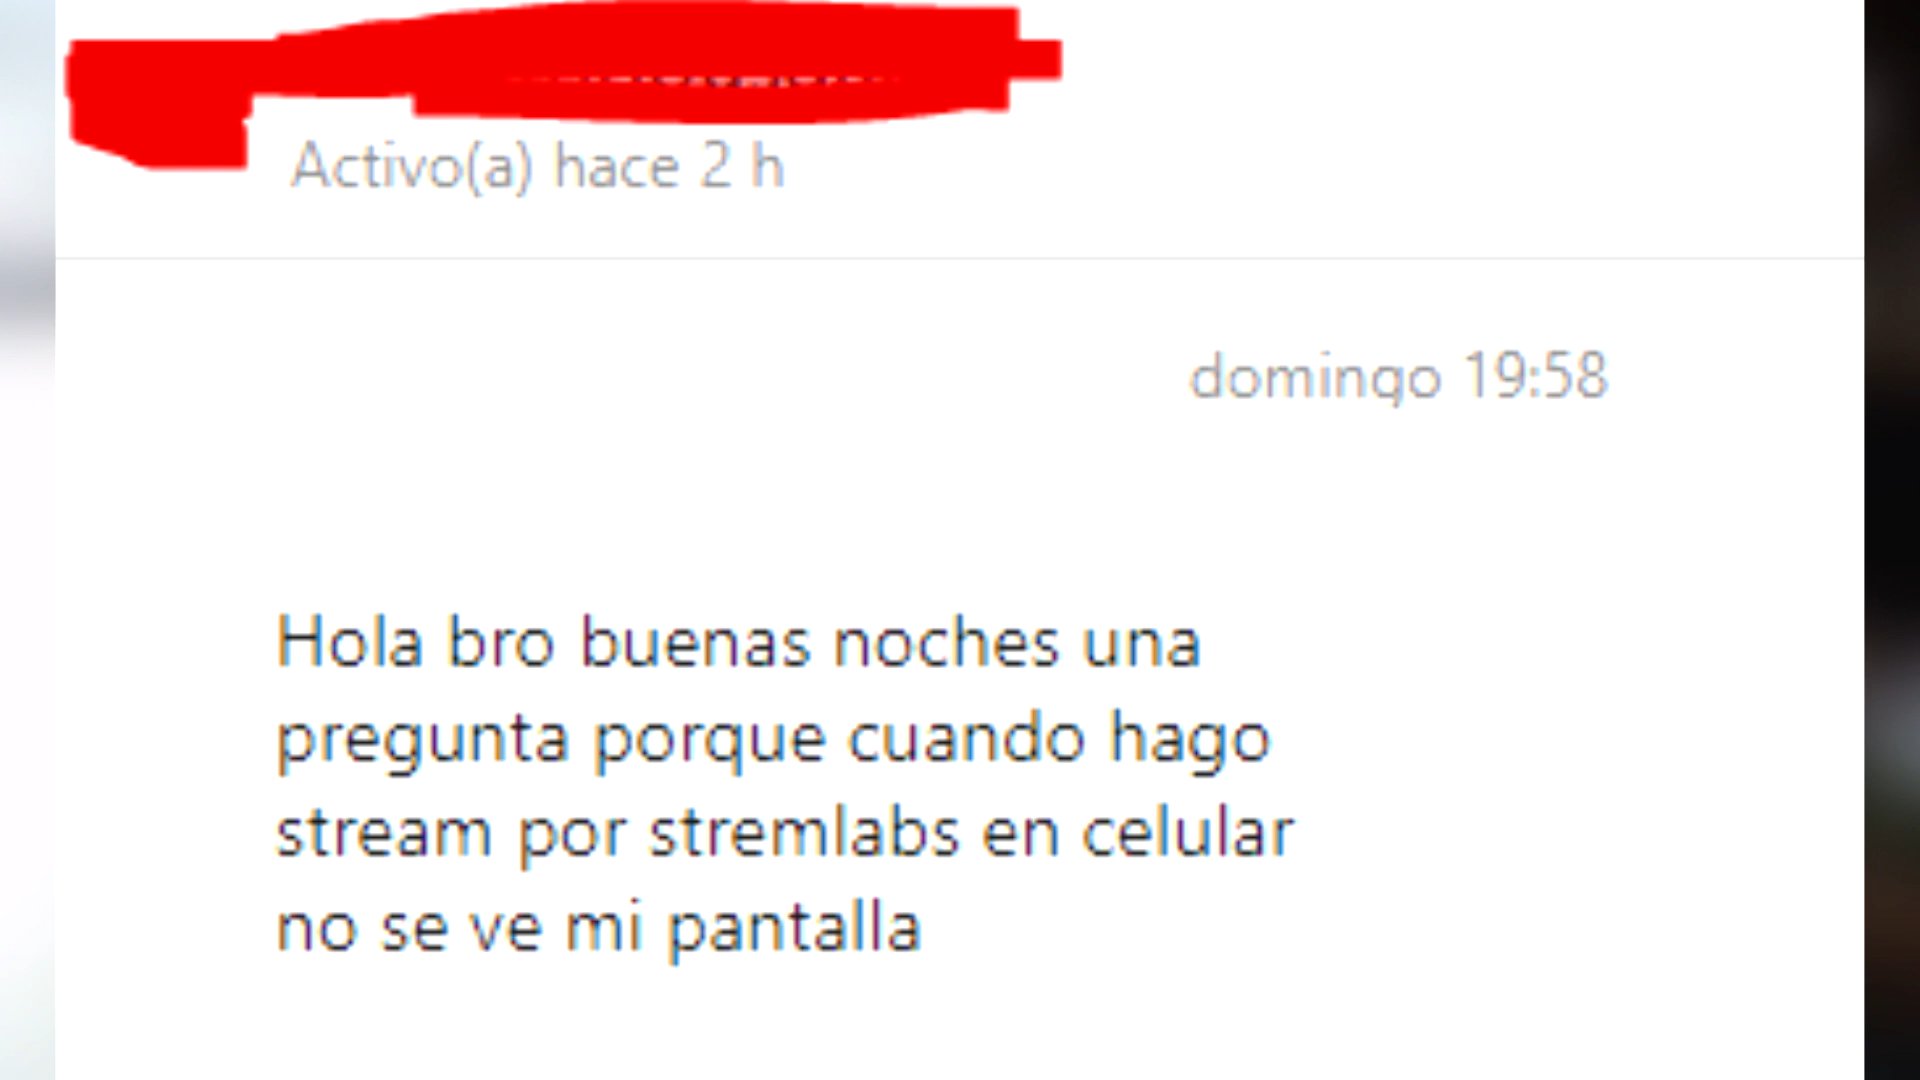 Activo(a) hace 2 h
domingo 19:58
Hola bro buenas noches una
pregunta porque cuando hago
stream por stremlabs en celular
no se ve mi pantalla